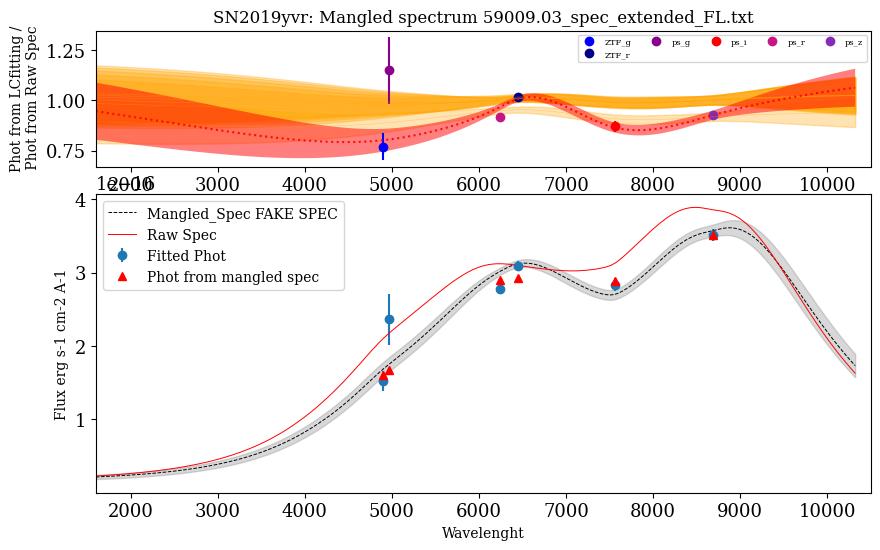 SN2019yvr: Mangled spectrum 59009.03_spec_extended_FL.txt
Phot from LCfitting /
Phot from Raw Spec
1.25
1.00
0.75
ZTF_g
ps_g
ps_i
ps_r
ps_z
ZTF_r
2000 3000 4000 5000 6000 7000 8000 9000 10000
1e−16
Mangled_Spec FAKE SPEC
Raw Spec
Fitted Phot
Phot from mangled spec
Flux erg s-1 cm-2 A-1
4
3
2
1
2000 3000 4000 5000 6000 7000 8000 9000 10000
Wavelenght